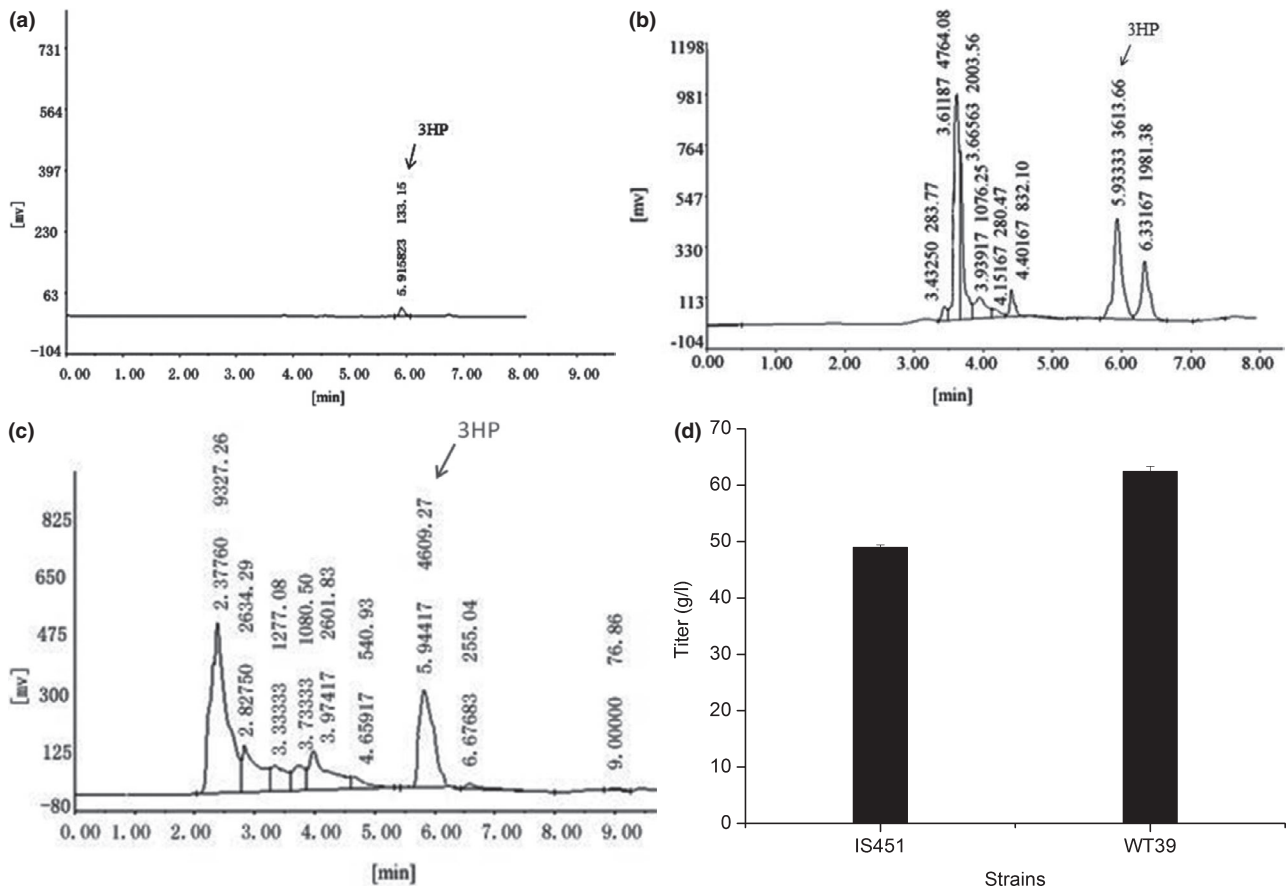 (a)
731
564
397
230
63
-104
[mv]
3HP
5.915823 133.15
0.00 1.00 2.00 3.00 4.00 5.00 6.00 7.00 8.00 9.00
[min]
(b)
1198
981
764
547
330
113
-104
[mv]
3HP
3.43250 283.77
3.61187 4764.08
3.66563 2003.56
3.93917 1076.25
4.15167 280.47
4.40167 832.10
5.93333 3613.66
6.33167 1981.38
0.00 1.00 2.00 3.00 4.00 5.00 6.00 7.00 8.00
[min]
(c)
825
650
475
300
125
-80
[mv]
3HP
2.37760 9327.26
2.82750 2634.29
3.33333 1277.08
3.73333 1080.50
3.97417 2601.83
4.65917 540.93
5.94417 4609.27
6.67683 255.04
9.00000 76.86
0.00 1.00 2.00 3.00 4.00 5.00 6.00 7.00 8.00 9.00
[min]
(d)
70
60
50
40
30
20
10
0
Titer (g/l)
IS451 WT39
Strains